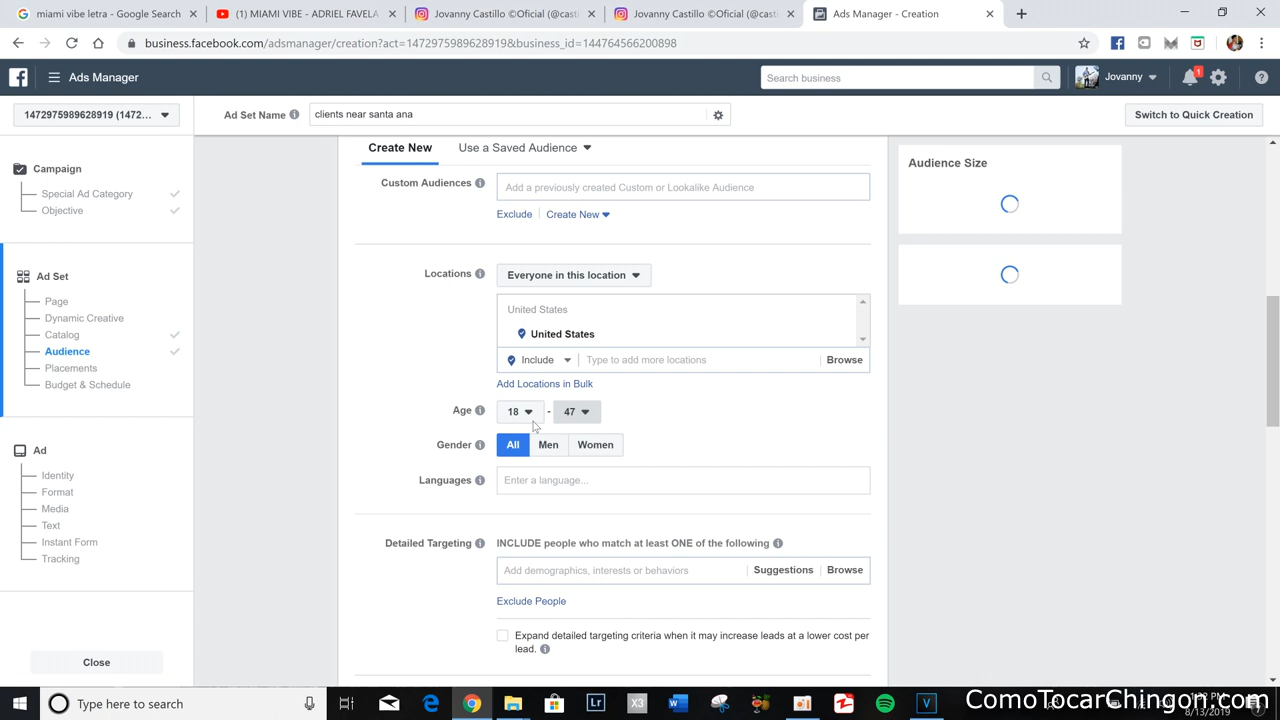 miami vibe letra - Google Search
(1) MIAMI VIBE - ADRIEL FAVELA
Jovanny Castillo ©Oficial (@cast
Jovanny Castillo ©Oficial (@casti
Ads Manager - Creation
business.facebook.com/adsmanager/creation?act=1472975989628919&business_id=144764566200898
Ads Manager
Search business
Jovanny
1
1472975989628919 (1472...
Ad Set Name
clients near santa ana
Switch to Quick Creation
Create New
Use a Saved Audience
Audience Size
Campaign
Special Ad Category
Objective
Custom Audiences
Add a previously created Custom or Lookalike Audience
Exclude
Create New
Ad Set
Page
Dynamic Creative
Catalog
Audience
Placements
Budget & Schedule
Locations
Everyone in this location
United States
United States
Include
Type to add more locations
Browse
Add Locations in Bulk
Age
18
-
47
Gender
All
Men
Women
Languages
Enter a language...
Ad
Identity
Format
Media
Text
Instant Form
Tracking
Detailed Targeting
INCLUDE people who match at least ONE of the following
Add demographics, interests or behaviors
Suggestions
Browse
Exclude People
Expand detailed targeting criteria when it may increase leads at a lower cost per
lead.
Close
Type here to search
X3
ComoTocarChingon.com
8/13/2019